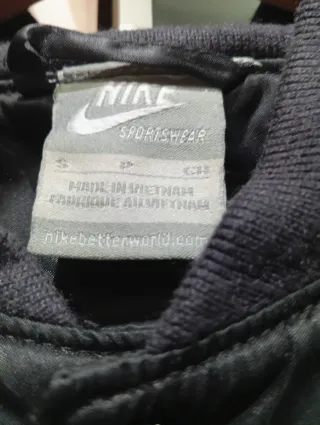 NIKE
SPORTSWEAR
S P CH
MADE IN VIETNAM
FABRIQUE AU VIETNAM
nikebetterworld.com